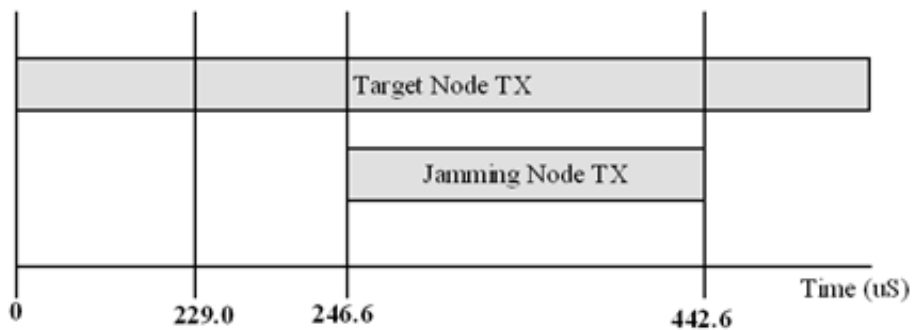 Target Node TX
Jamming Node TX
Time (uS)
0 229.0 246.6 442.6